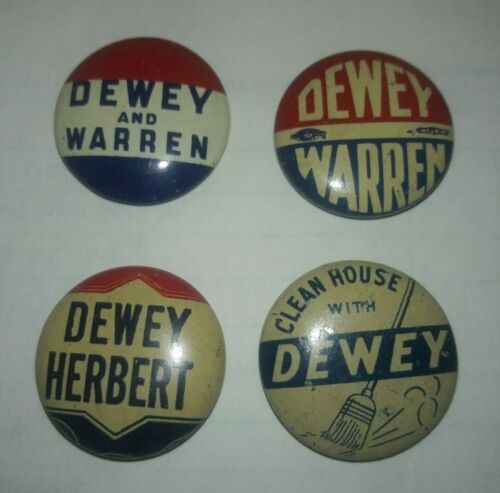 DEWEY
AND
WARREN
DEWEY
WARREN
DEWEY
HERBERT
CLEAN HOUSE
WITH
DEWEY